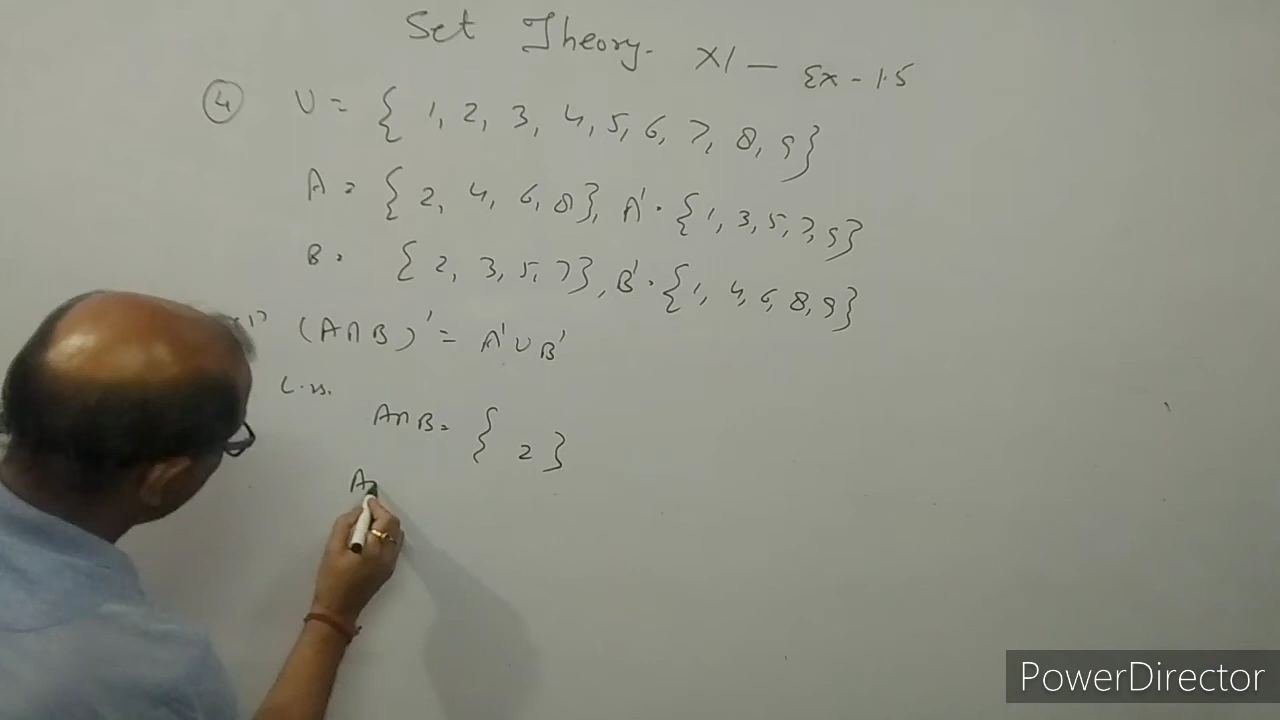 Set Theory. XI - Ex - 1.5
④ U = { 1, 2, 3, 4, 5, 6, 7, 8, 9 }
A = { 2, 4, 6, 8 }, A' = { 1, 3, 5, 7, 9 }
B = { 2, 3, 5, 7 }, B' = { 1, 4, 6, 8, 9 }
(A∩B)' = A'∪B'
A∩B = { 2 }
A
PowerDirector